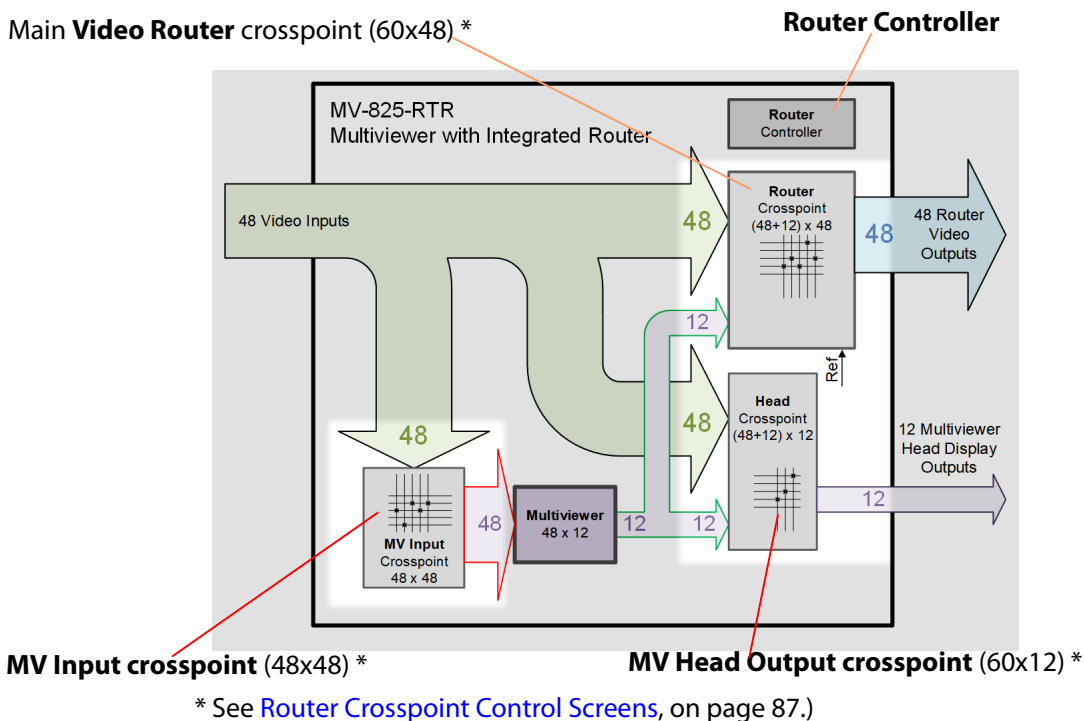 Main Video Router crosspoint (60x48) *
Router Controller
MV-825-RTR
Multiviewer with Integrated Router
Router
Controller
48 Video Inputs
48
Router
Crosspoint
(48+12) x 48
48
48 Router
Video
Outputs
12
Ref
48
Head
Crosspoint
(48+12) x 12
12 Multiviewer
Head Display
Outputs
48
MV Input
Crosspoint
48 x 48
48
Multiviewer
48 x 12
12
12
12
MV Input crosspoint (48x48) *
MV Head Output crosspoint (60x12) *
* See Router Crosspoint Control Screens, on page 87.)